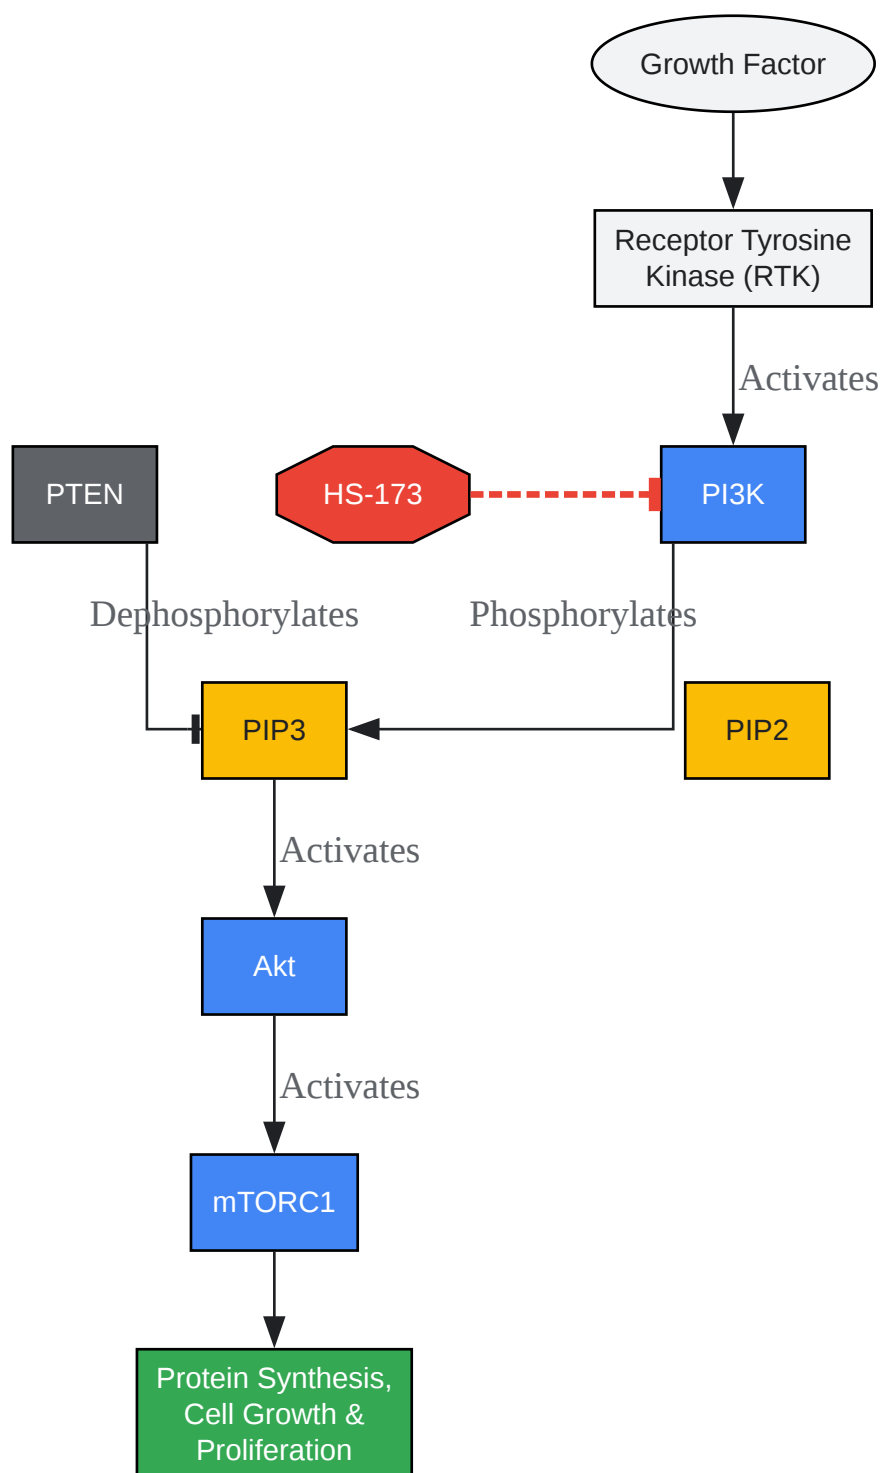 Growth Factor
Receptor Tyrosine
Kinase (RTK)
Activates
PTEN
HS-173
PI3K
Dephosphorylates
Phosphorylates
PIP3
PIP2
Activates
Akt
Activates
mTORC1
Protein Synthesis,
Cell Growth &
Proliferation